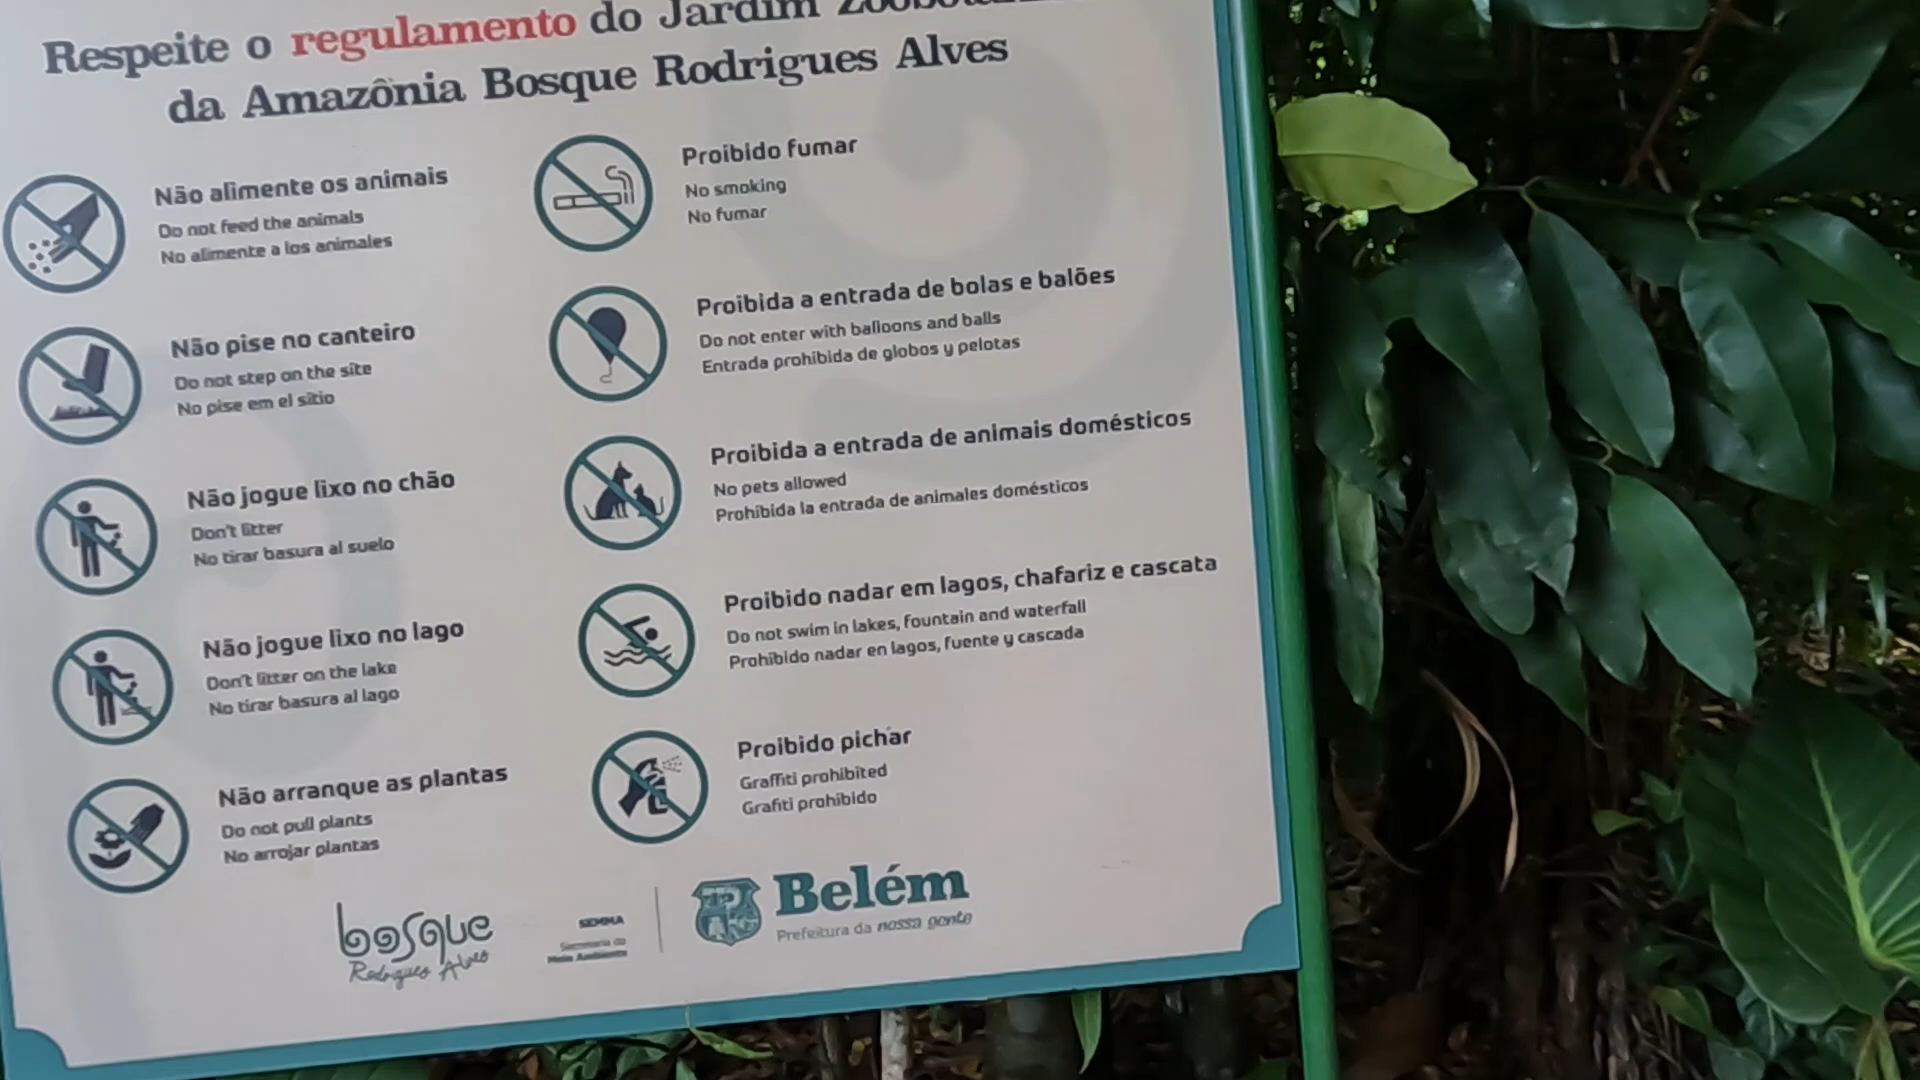 Respeite o regulamento do Jardim
da Amazônia Bosque Rodrigues Alves
Não alimente os animais
Do not feed the animals
No alimente a los animales
Não pise no canteiro
Do not step on the site
No pise em el sítio
Não jogue lixo no chão
Don't litter
No tirar basura al suelo
Não jogue lixo no lago
Don't litter on the lake
No tirar basura al lago
Não arranque as plantas
Do not pull plants
No arrojar plantas
Proibido fumar
No smoking
No fumar
Proibida a entrada de bolas e balões
Do not enter with balloons and balls
Entrada prohibida de globos y pelotas
Proibida a entrada de animais domésticos
No pets allowed
Prohibida la entrada de animales domésticos
Proibido nadar em lagos, chafariz e cascata
Do not swim in lakes, fountain and waterfall
Prohibido nadar en lagos, fuente y cascada
Proibido pichar
Graffiti prohibited
Grafiti prohibido
bosque
Rodrigues Alves
SEMMA
Secretaria de
Meio Ambiente
Belém
Prefeitura da nossa gente